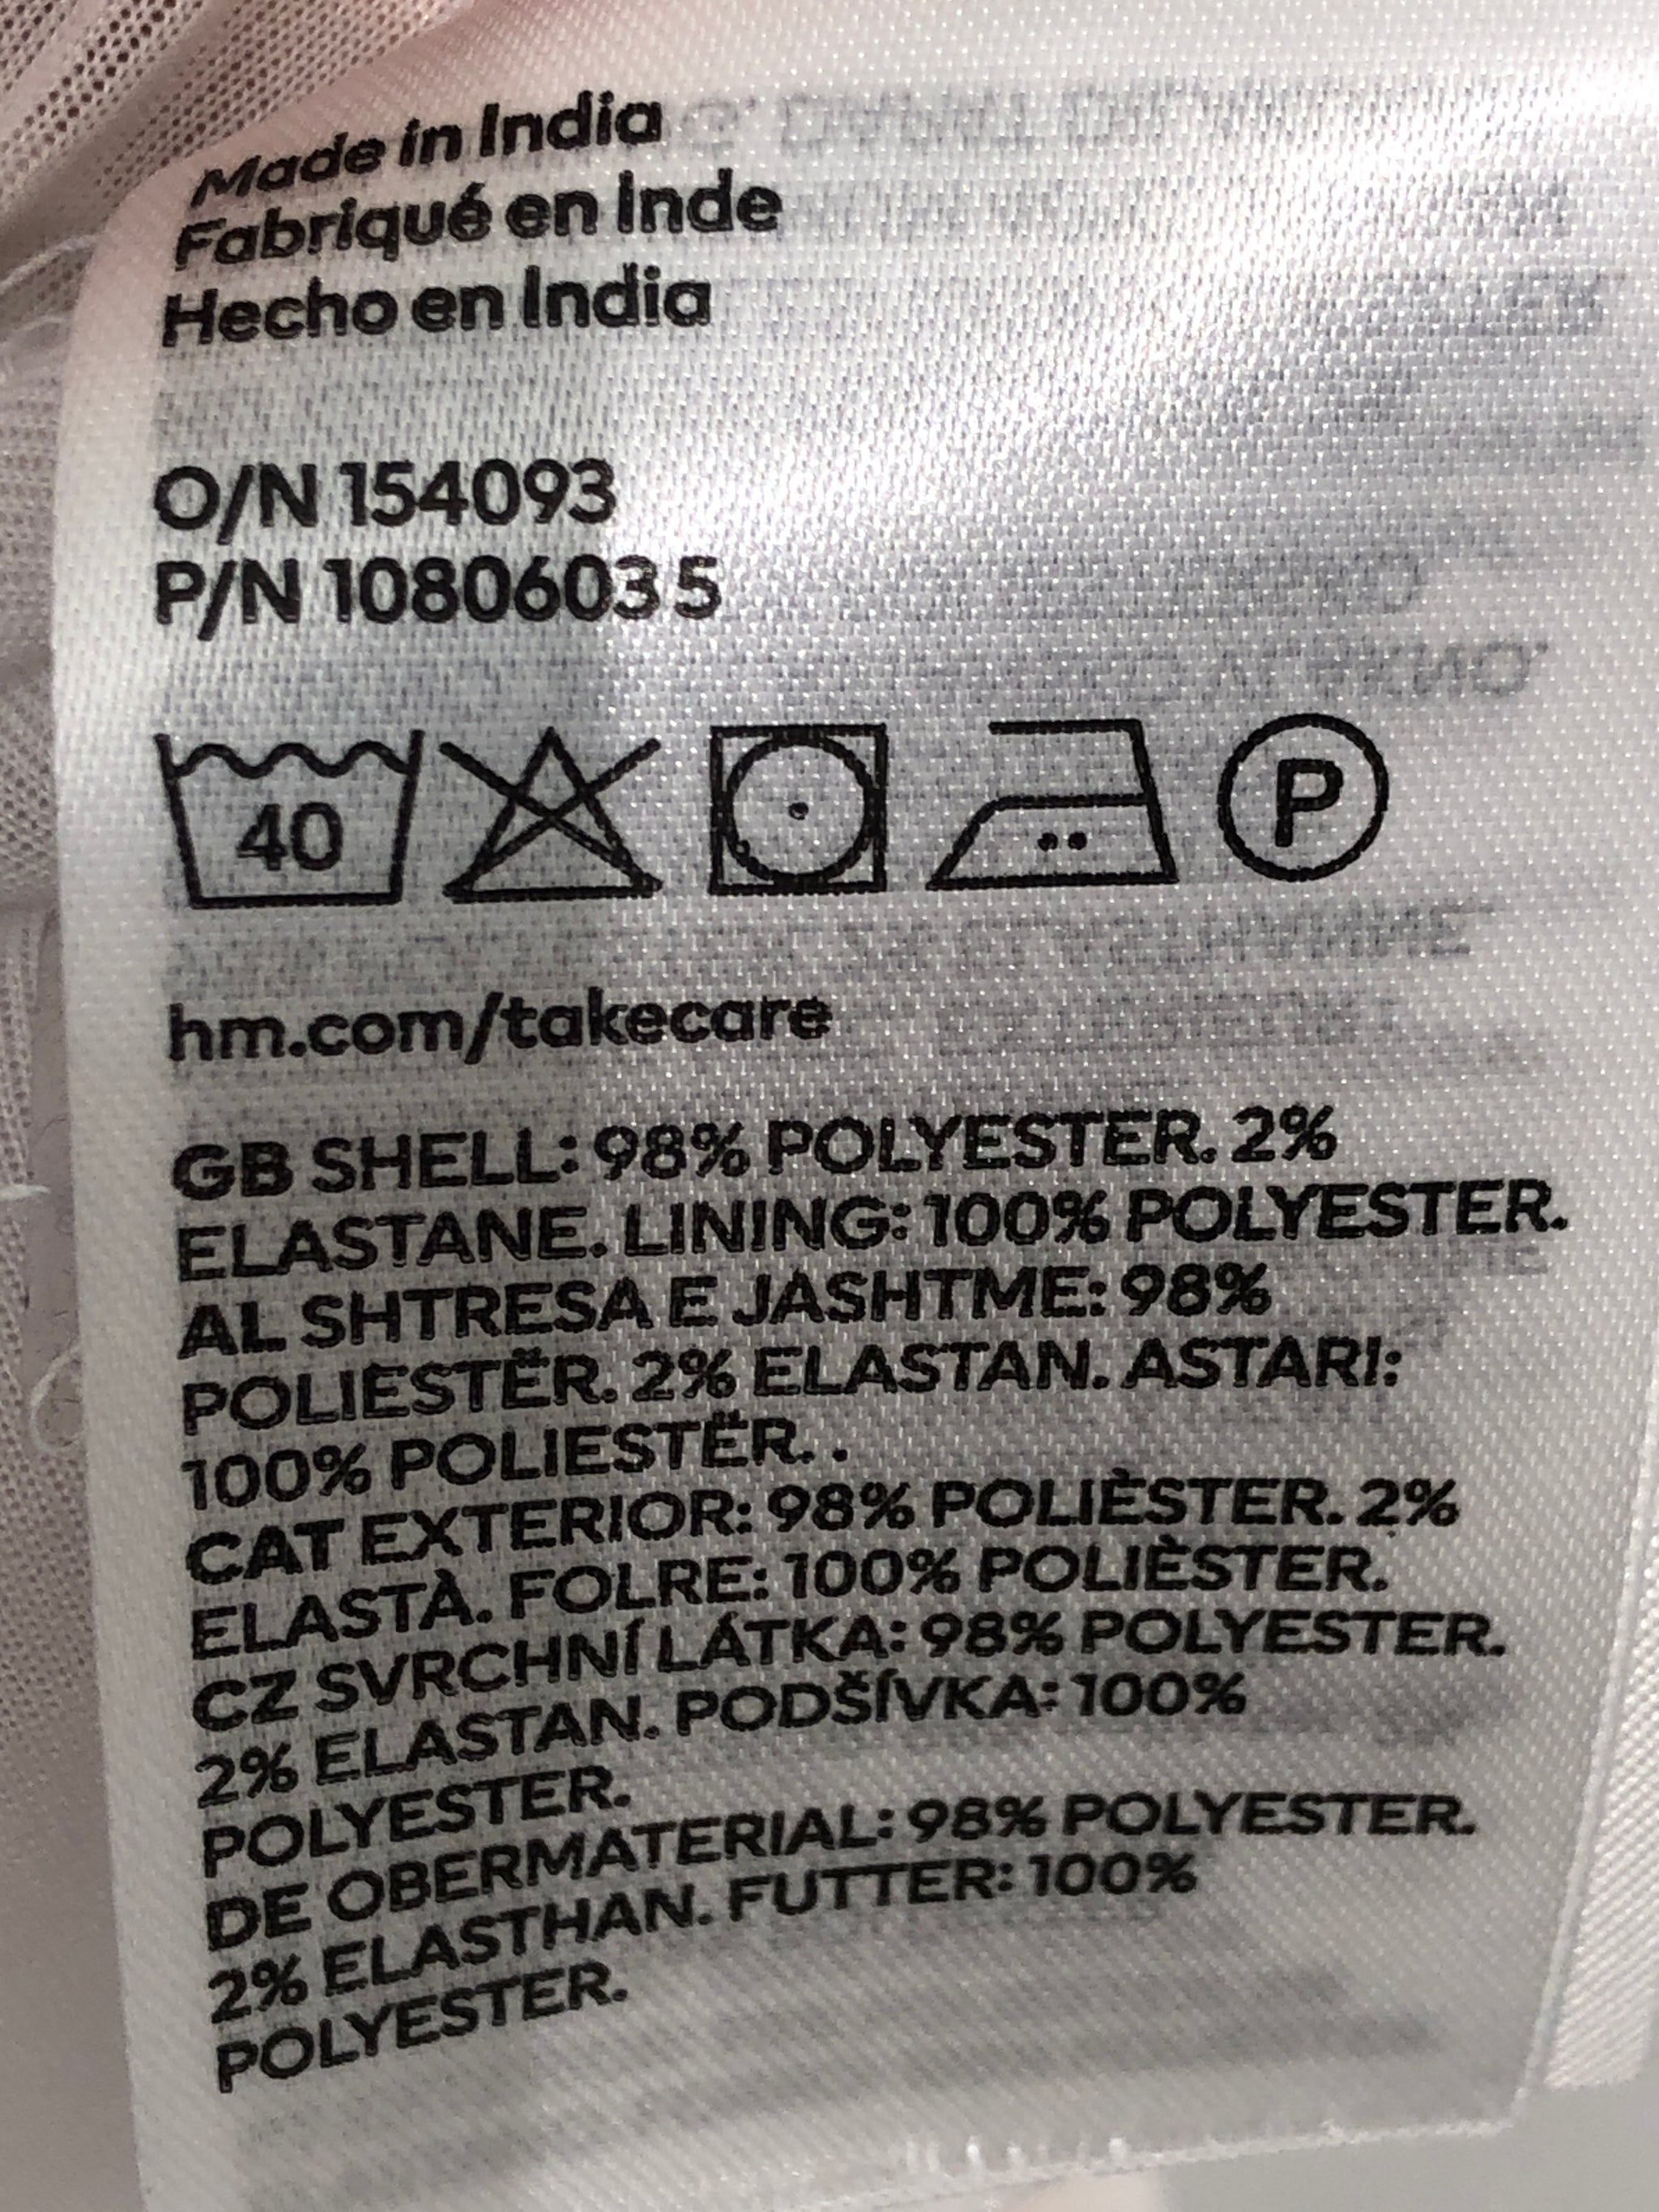 Made in India
Fabriqué en Inde
Hecho en India
O/N 154093
P/N 10806035
40
P
hm.com/takecare
GB SHELL: 98% POLYESTER. 2%
ELASTANE. LINING: 100% POLYESTER.
AL SHTRESA E JASHTME: 98%
POLIESTËR. 2% ELASTAN. ASTARI:
100% POLIESTËR. .
CAT EXTERIOR: 98% POLIÈSTER. 2%
ELASTÀ. FOLRE: 100% POLIÈSTER.
CZ SVRCHNÍ LÁTKA: 98% POLYESTER.
2% ELASTAN. PODŠÍVKA: 100%
POLYESTER.
DE OBERMATERIAL: 98% POLYESTER.
2% ELASTHAN. FUTTER: 100%
POLYESTER.